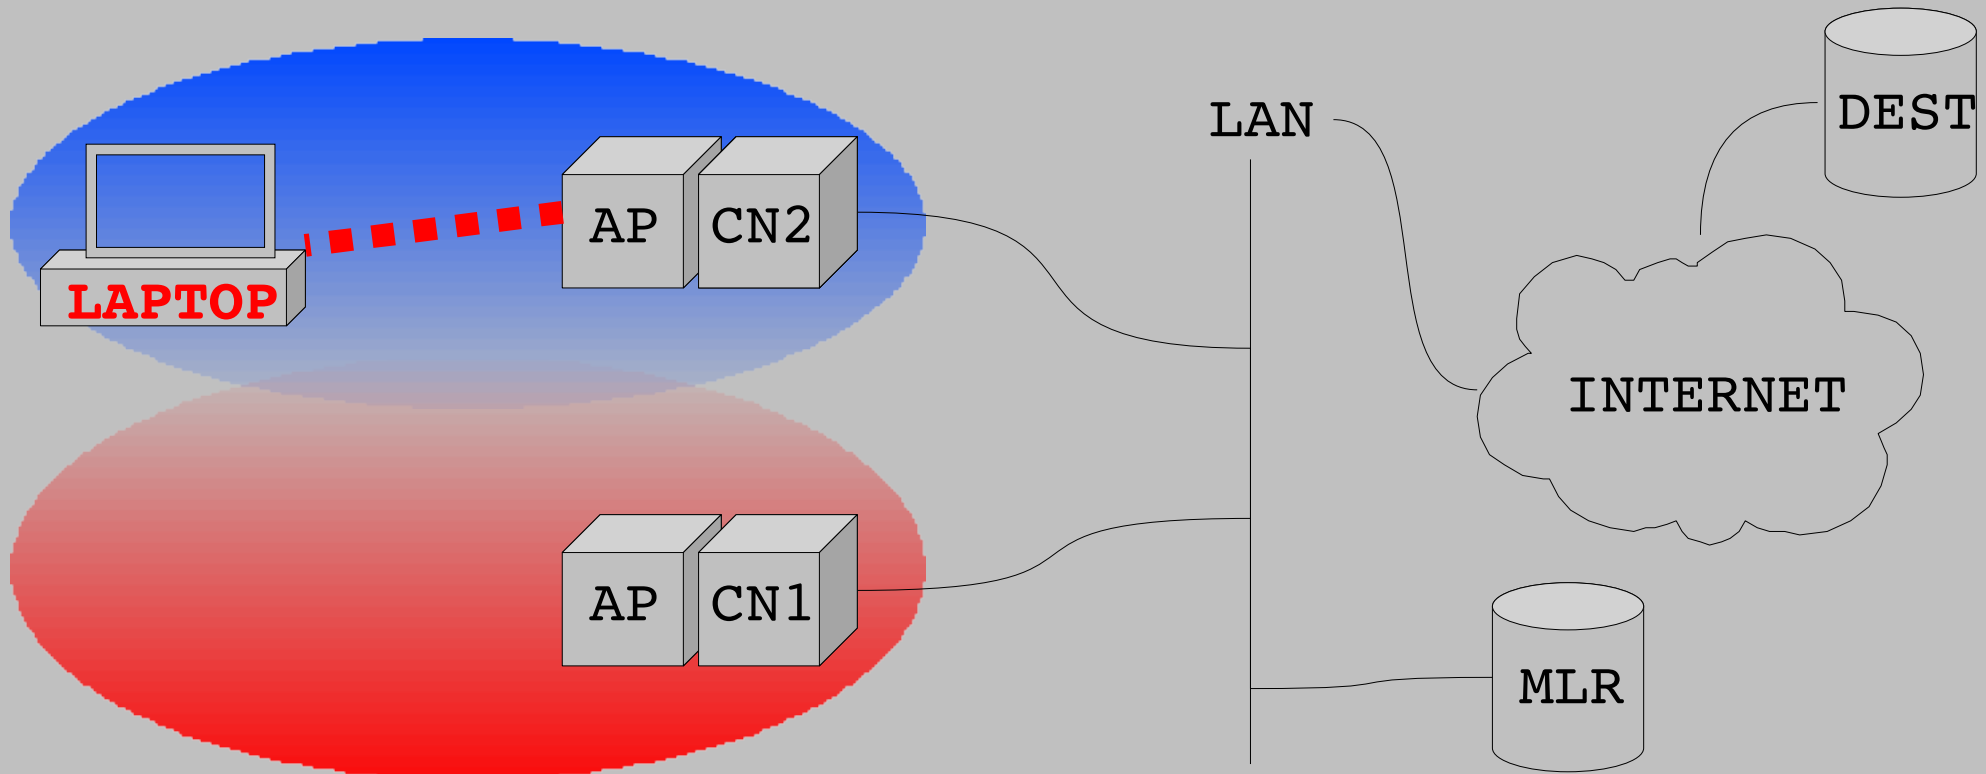 DEST
LAN
AP CN2
LAPTOP
INTERNET
AP CN1
MLR